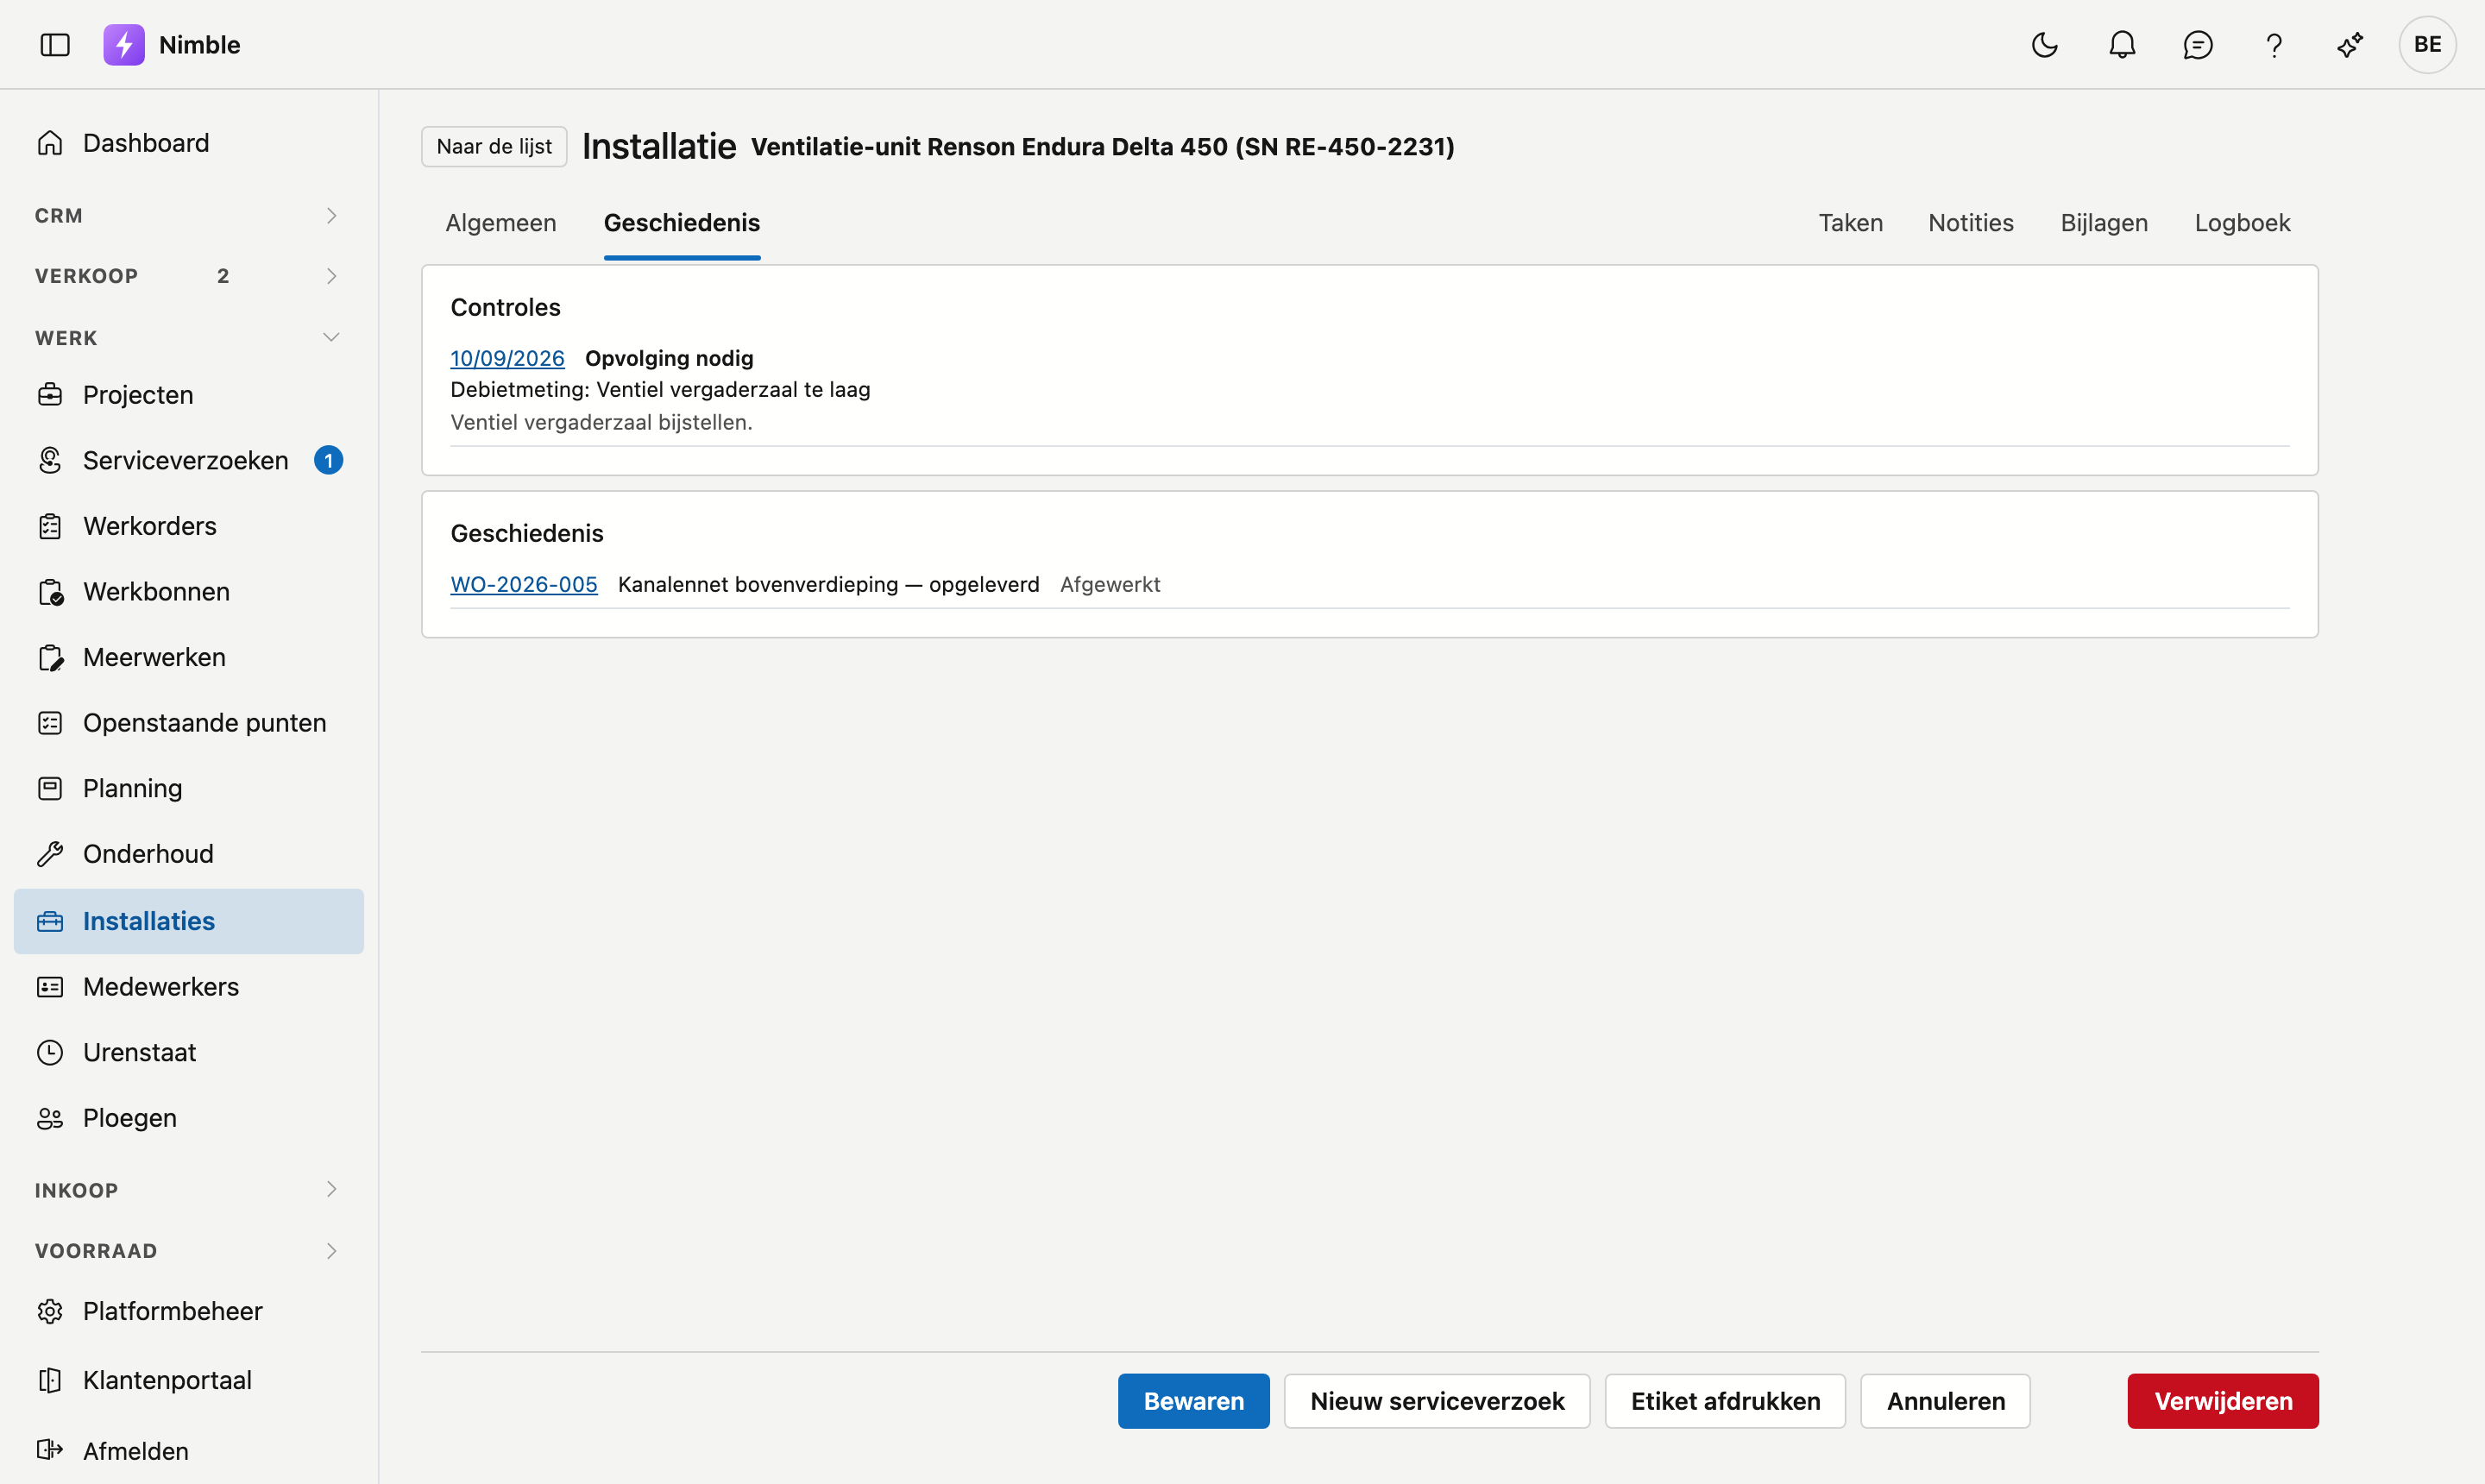 Nimble
BE
Dashboard
CRM
VERKOOP 2
WERK
Projecten
Serviceverzoeken 1
Werkorders
Werkbonnen
Meerwerken
Openstaande punten
Planning
Onderhoud
Installaties
Medewerkers
Urenstaat
Ploegen
INKOOP
VOORRAAD
Platformbeheer
Klantenportaal
Afmelden
Naar de lijst Installatie Ventilatie-unit Renson Endura Delta 450 (SN RE-450-2231)
Algemeen Geschiedenis Taken Notities Bijlagen Logboek
Controles
10/09/2026 Opvolging nodig
Debietmeting: Ventiel vergaderzaal te laag
Ventiel vergaderzaal bijstellen.
Geschiedenis
WO-2026-005 Kanalennet bovenverdieping — opgeleverd Afgewerkt
Bewaren Nieuw serviceverzoek Etiket afdrukken Annuleren Verwijderen